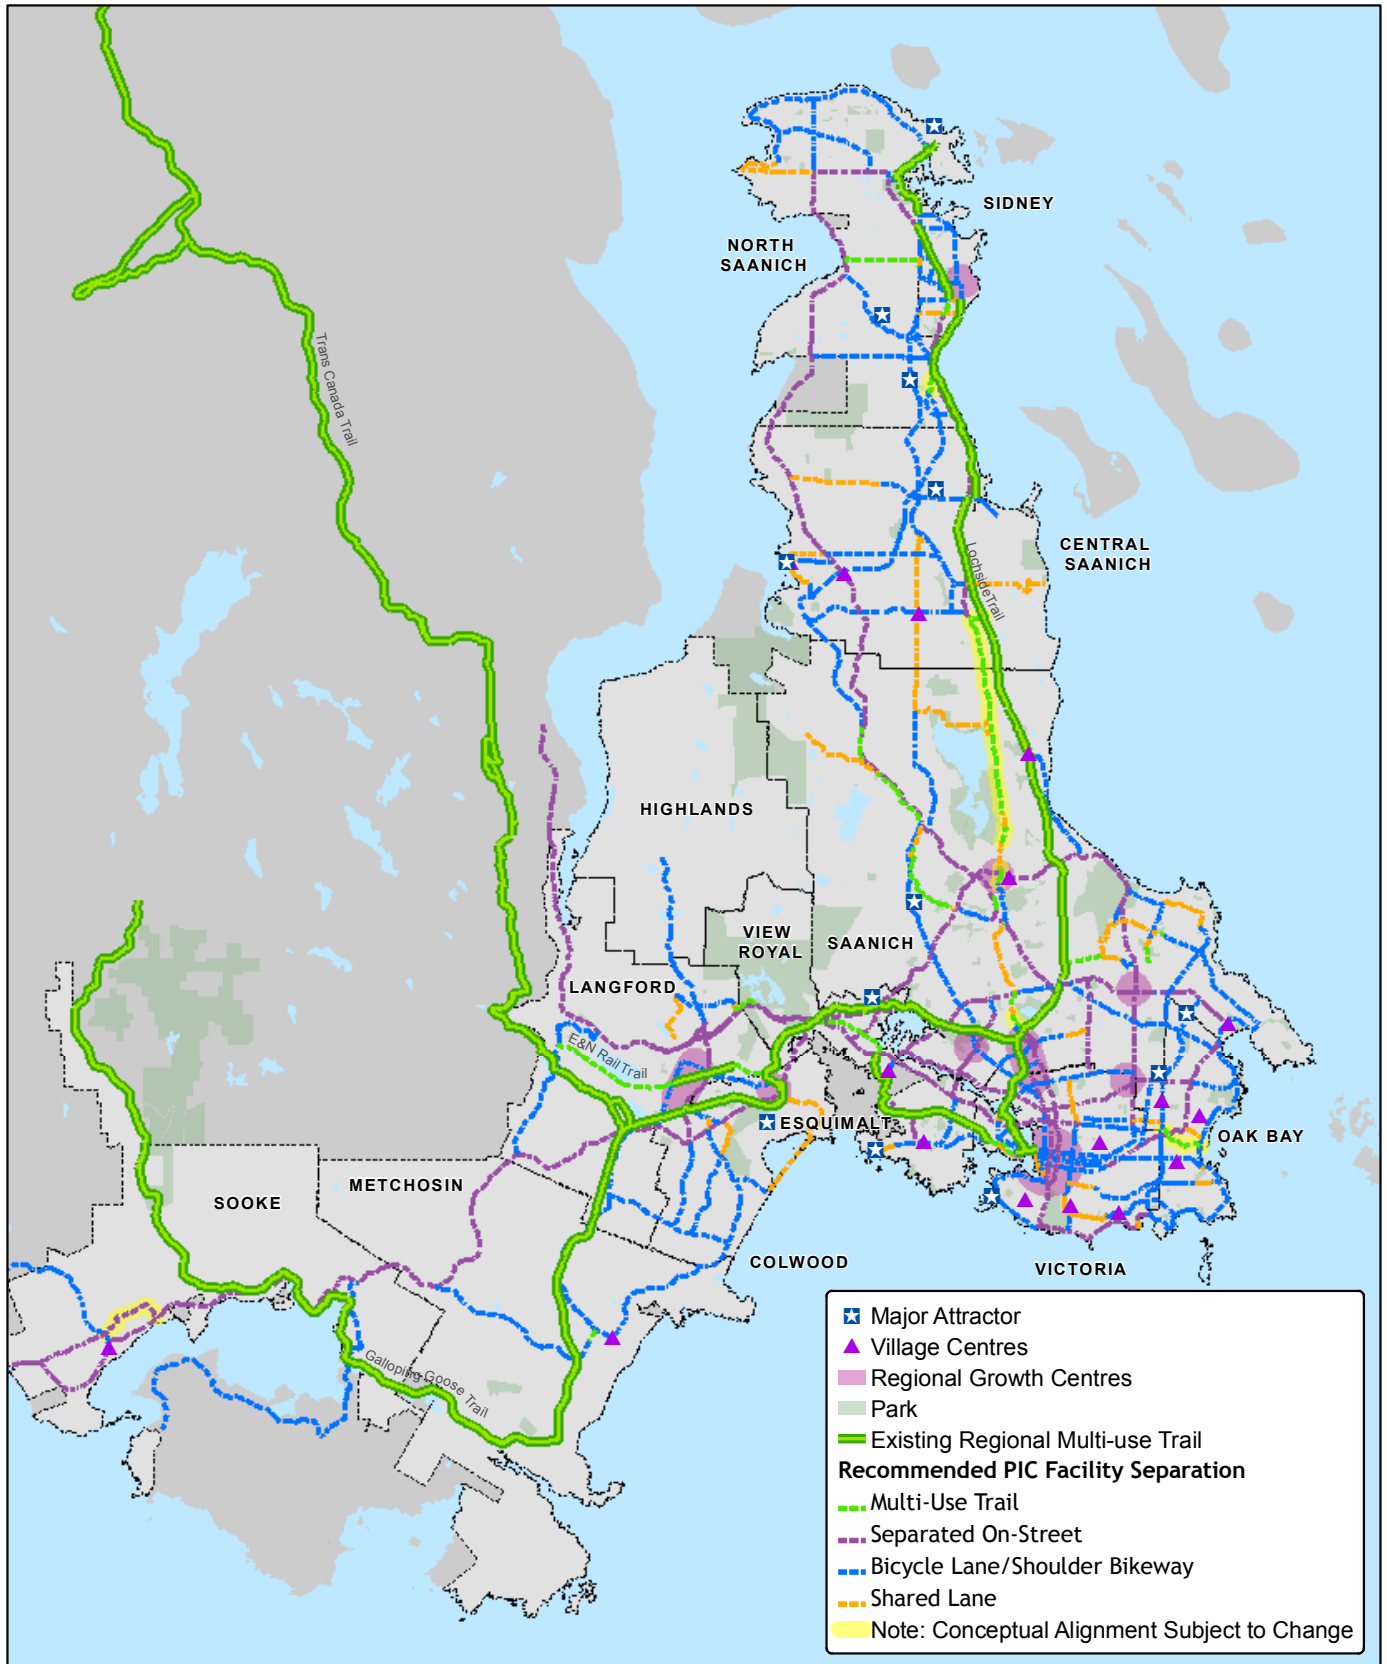 SIDNEY
NORTH
SAANICH
Trans Canada Trail
CENTRAL
SAANICH
LochsideTrail
HIGHLANDS
VIEW
ROYAL
SAANICH
LANGFORD
E&N Rail Trail
ESQUIMALT
OAK BAY
METCHOSIN
SOOKE
COLWOOD
VICTORIA
Galloping Goose Trail
Major Attractor
Village Centres
Regional Growth Centres
Park
Existing Regional Multi-use Trail
Recommended PIC Facility Separation
Multi-Use Trail
Separated On-Street
Bicycle Lane/Shoulder Bikeway
Shared Lane
Note: Conceptual Alignment Subject to Change